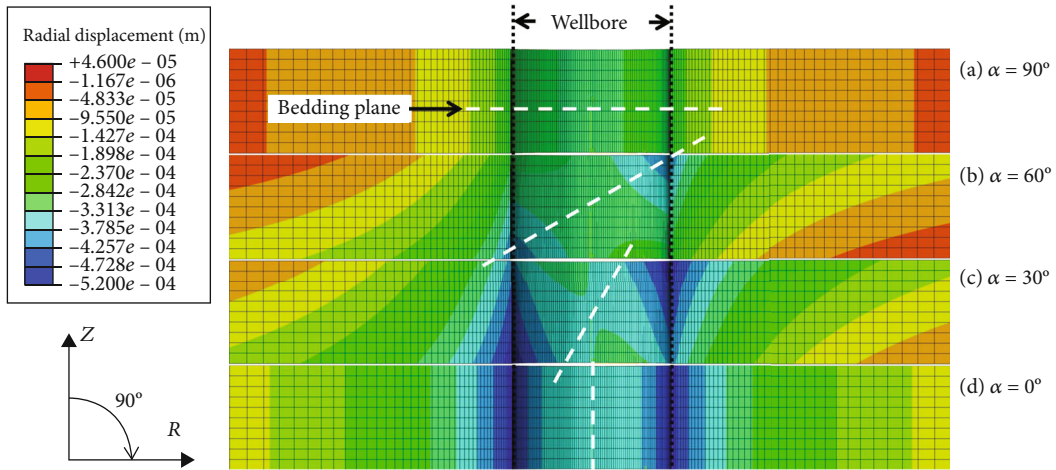 Wellbore
Radial displacement (m)
+4.600e – 05
–1.167e – 06
–4.833e – 05
–9.550e – 05
–1.427e – 04
–1.898e – 04
–2.370e – 04
–2.842e – 04
–3.313e – 04
–3.785e – 04
–4.257e – 04
–4.728e – 04
–5.200e – 04
Bedding plane
(a) α = 90°
(b) α = 60°
(c) α = 30°
(d) α = 0°
Z
90°
R